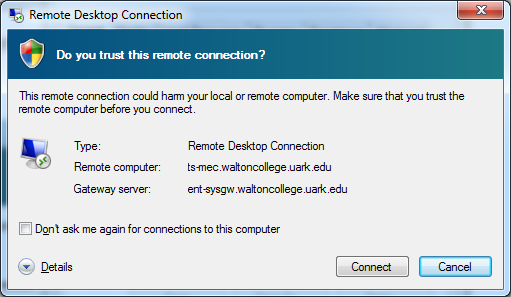 Remote Desktop Connection
Do you trust this remote connection?
This remote connection could harm your local or remote computer. Make sure that you trust the
remote computer before you connect.
Type: Remote Desktop Connection
Remote computer: ts-mec.waltoncollege.uark.edu
Gateway server: ent-sysgw.waltoncollege.uark.edu
Don't ask me again for connections to this computer
Details Connect Cancel